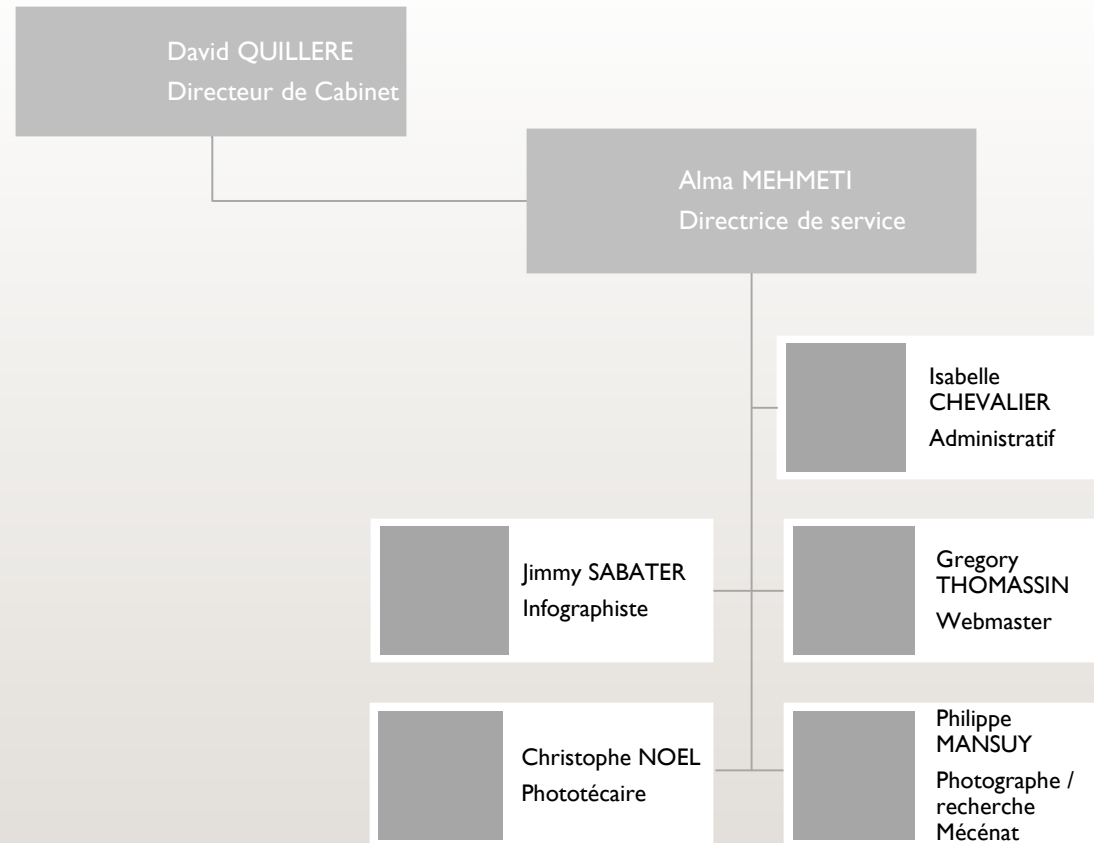 David QUILLERE
Directeur de Cabinet
Alma MEHMETI
Directrice de service
Isabelle
CHEVALIER
Administratif
Jimmy SABATER
Infographiste
Gregory
THOMASSIN
Webmaster
Christophe NOEL
Phototécaire
Philippe
MANSUY
Photographe /
recherche
Mécénat